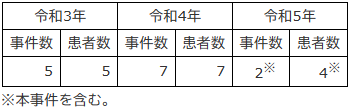 令和3年 令和4年 令和5年
事件数 患者数 事件数 患者数 事件数 患者数
5 5 7 7 2※ 4※
※本事件を含む。